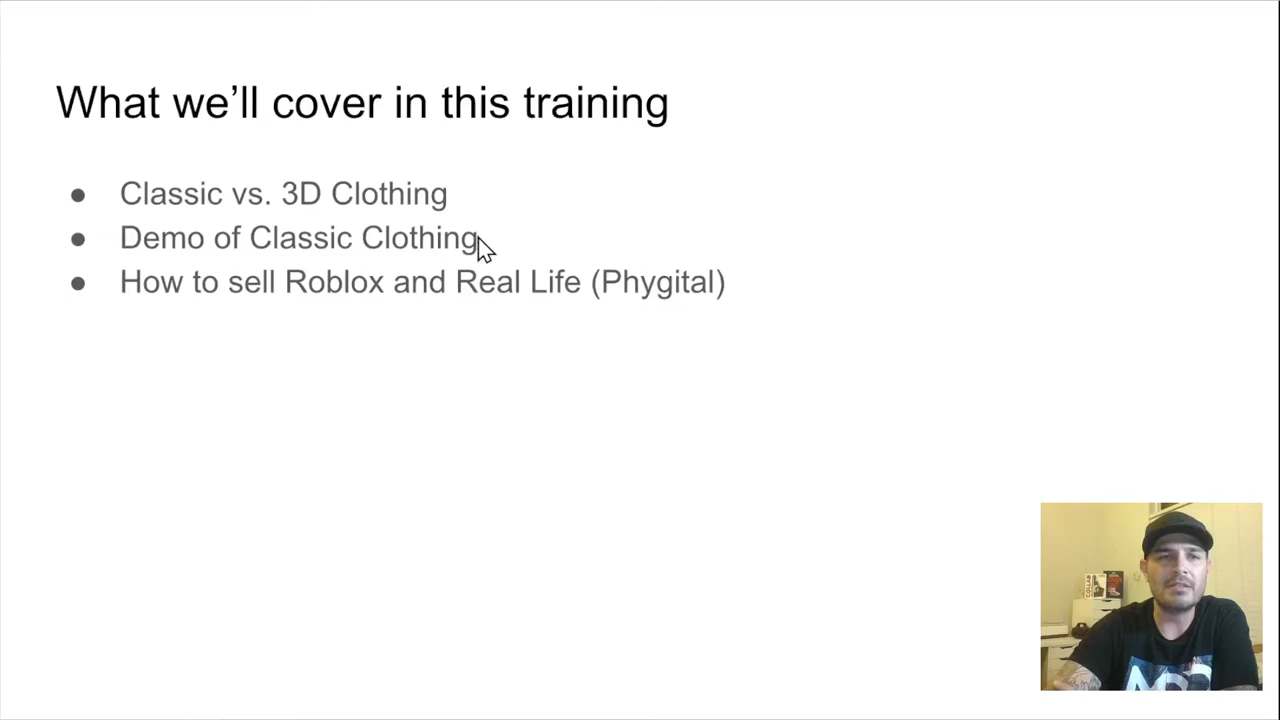 What we'll cover in this training
● Classic vs. 3D Clothing
● Demo of Classic Clothing
● How to sell Roblox and Real Life (Phygital)